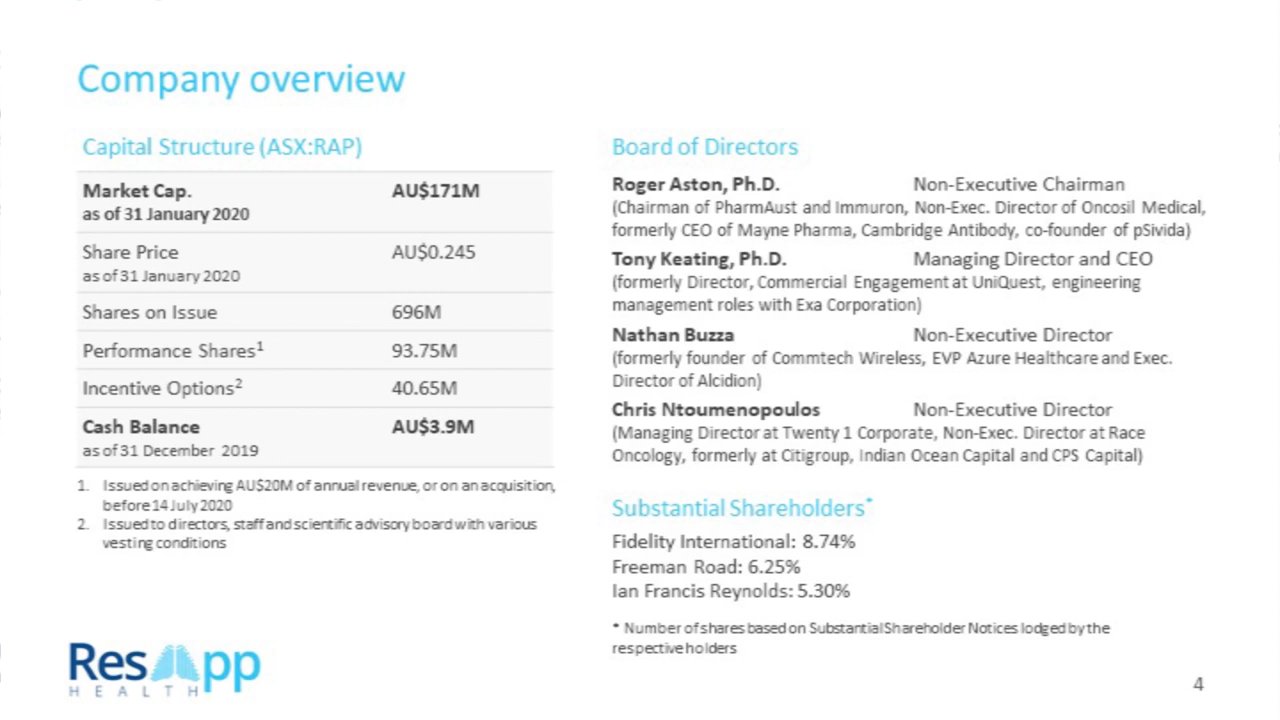 Company overview
Capital Structure (ASX:RAP)
Market Cap. AU$171M
as of 31 January 2020
Share Price AU$0.245
as of 31 January 2020
Shares on Issue 696M
Performance Shares1 93.75M
Incentive Options2 40.65M
Cash Balance AU$3.9M
as of 31 December 2019
1. Issued on achieving AU$20M of annual revenue, or on an acquisition,
before 14 July 2020
2. Issued to directors, staff and scientific advisory board with various
vesting conditions
Board of Directors
Roger Aston, Ph.D. Non-Executive Chairman
(Chairman of PharmAust and Immuron, Non-Exec. Director of Oncosil Medical,
formerly CEO of Mayne Pharma, Cambridge Antibody, co-founder of pSivida)
Tony Keating, Ph.D. Managing Director and CEO
(formerly Director, Commercial Engagement at UniQuest, engineering
management roles with Exa Corporation)
Nathan Buzza Non-Executive Director
(formerly founder of Commtech Wireless, EVP Azure Healthcare and Exec.
Director of Alcidion)
Chris Ntoumenopoulos Non-Executive Director
(Managing Director at Twenty 1 Corporate, Non-Exec. Director at Race
Oncology, formerly at Citigroup, Indian Ocean Capital and CPS Capital)
Substantial Shareholders*
Fidelity International: 8.74%
Freeman Road: 6.25%
Ian Francis Reynolds: 5.30%
* Number of shares based on Substantial Shareholder Notices lodged by the
respective holders
ResApp
HEALTH
4